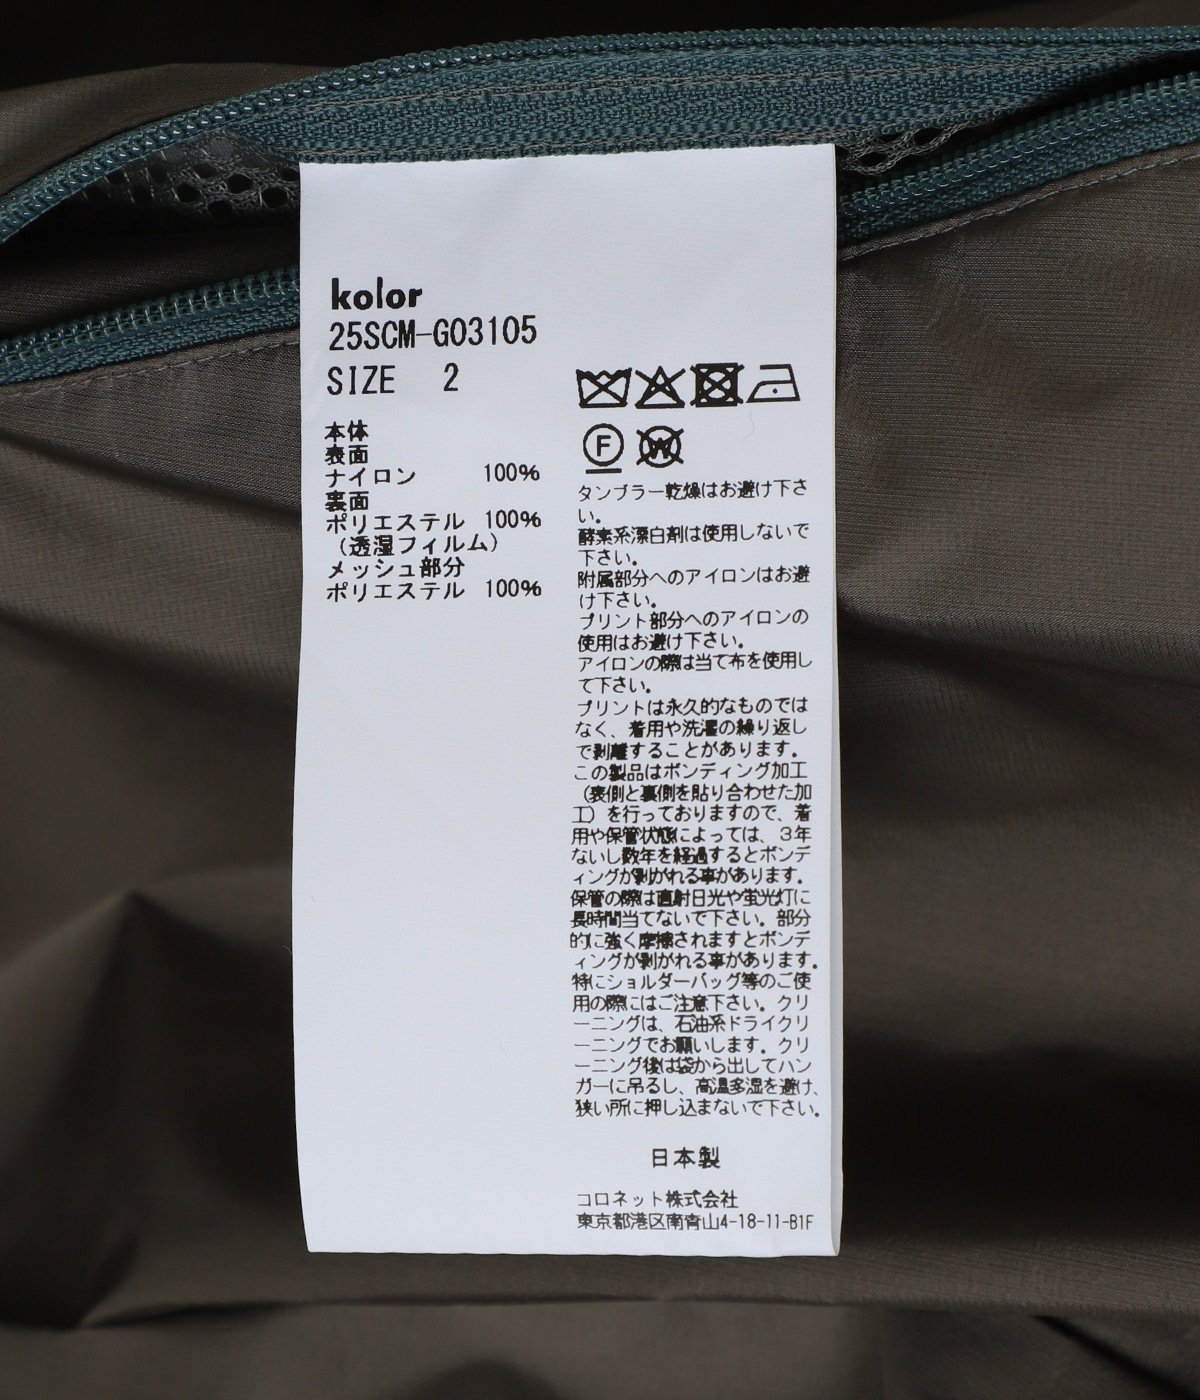 kolor
25SCM-G03105
SIZE 2
本体
表面
ナイロン 100%
裏面
ポリエステル 100%
(透湿フィルム)
メッシュ部分
ポリエステル 100%
F
W
タンブラー乾燥はお避け下さ
い。
酵素系漂白剤は使用しないで
下さい。
附属部分へのアイロンはお避
け下さい。
プリント部分へのアイロンの
使用はお避け下さい。
アイロンの際は当て布を使用し
て下さい。
プリントは永久的なものでは
なく、着用や洗濯の繰り返し
で剥離することがあります。
この製品はボンディング加工
(表側と裏側を貼り合わせた加
工)を行っておりますので、着
用や保管状態によっては、3年
ないし数年を経過するとボンデ
ィングが剥がれる事があります。
保管の際は直射日光や蛍光灯に
長時間当てないで下さい。部分
的に強く摩擦されますとボンデ
ィングが剥がれる事があります。
特にショルダーバッグ等のご使
用の際にはご注意下さい。クリ
ーニングは、石油系ドライクリ
ーニングでお願いします。クリ
ーニング後は袋から出してハン
ガーに吊るし、高温多湿を避け、
狭い所に押し込まないで下さい。
日本製
コロネット株式会社
東京都港区南青山4-18-11-B1F